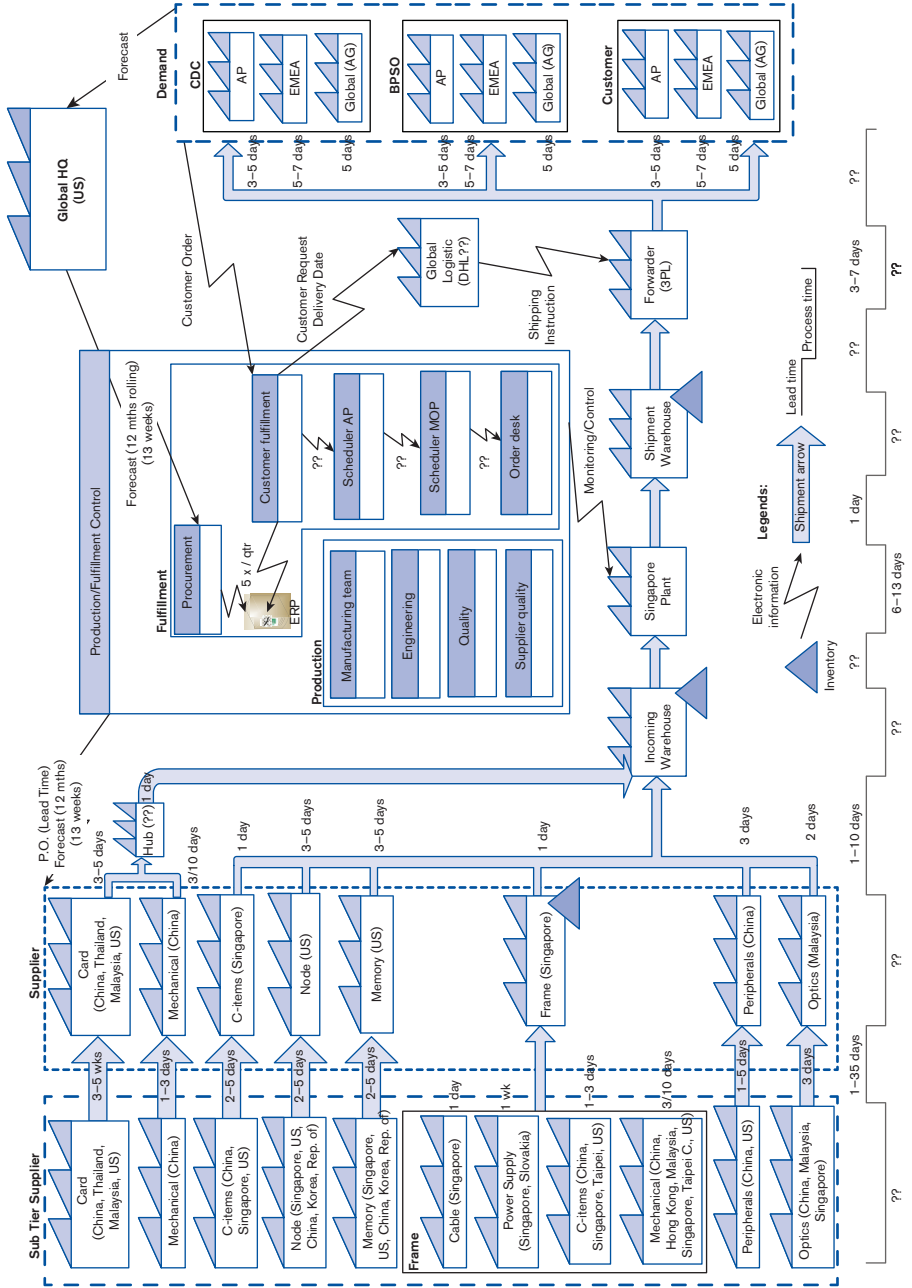 Sub Tier Supplier
Card
(China, Thailand,
Malaysia, US)
Mechanical (China)
C-items (China,
Singapore, US)
Node (Singapore, US,
China, Korea, Rep. of)
Memory (Singapore,
US, China, Korea, Rep. of)
Frame
Cable (Singapore)
Power Supply
(Singapore, Slovakia)
C-items (China,
Singapore, Taipei, US)
Mechanical (China,
Hong Kong, Malaysia,
Singapore, Taipei C., US)
Peripherals (China, US)
Optics (China, Malaysia,
Singapore)
3–5 wks
1–3 days
2–5 days
2–5 days
2–5 days
1 day
1 wk
1–3 days
3/10 days
1–5 days
3 days
Supplier
Card
(China, Thailand,
Malaysia, US)
Mechanical (China)
C-items (Singapore)
Node (US)
Memory (US)
Frame (Singapore)
Peripherals (China)
Optics (Malaysia)
P.O. (Lead Time)
Forecast (12 mths)
(13 weeks)
3–5 days
3/10 days
1 day
3–5 days
3–5 days
1 day
3 days
2 days
Hub (??)
1 day
Incoming
Warehouse
Production/Fulfillment Control
Fulfillment
Procurement
5 x / qtr
ERP
Customer fulfillment
??
Scheduler AP
??
Scheduler MOP
??
Order desk
Production
Manufacturing team
Engineering
Quality
Supplier quality
Forecast (12 mths rolling)
(13 weeks)
Monitoring/Control
Singapore
Plant
Shipment
Warehouse
Forwarder
(3PL)
Global
Logistic
(DHL??)
Customer Order
Customer Request
Delivery Date
Shipping
Instruction
Global HQ
(US)
Forecast
Demand
CDC
AP
EMEA
Global (AG)
BPSO
AP
EMEA
Global (AG)
Customer
AP
EMEA
Global (AG)
3–5 days
5–7 days
5 days
3–5 days
5–7 days
5 days
3–5 days
5–7 days
5 days
Legends:
Inventory
Electronic
information
Shipment arrow
Lead time
Process time
??
1–35 days
??
1–10 days
??
??
6–13 days
1 day
??
??
3–7 days
??
??